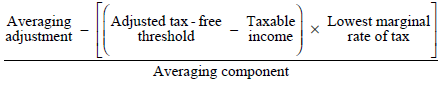 Averaging adjustment − [ ( Adjusted tax - free threshold − Taxable income ) × Lowest marginal rate of tax ]
Averaging component